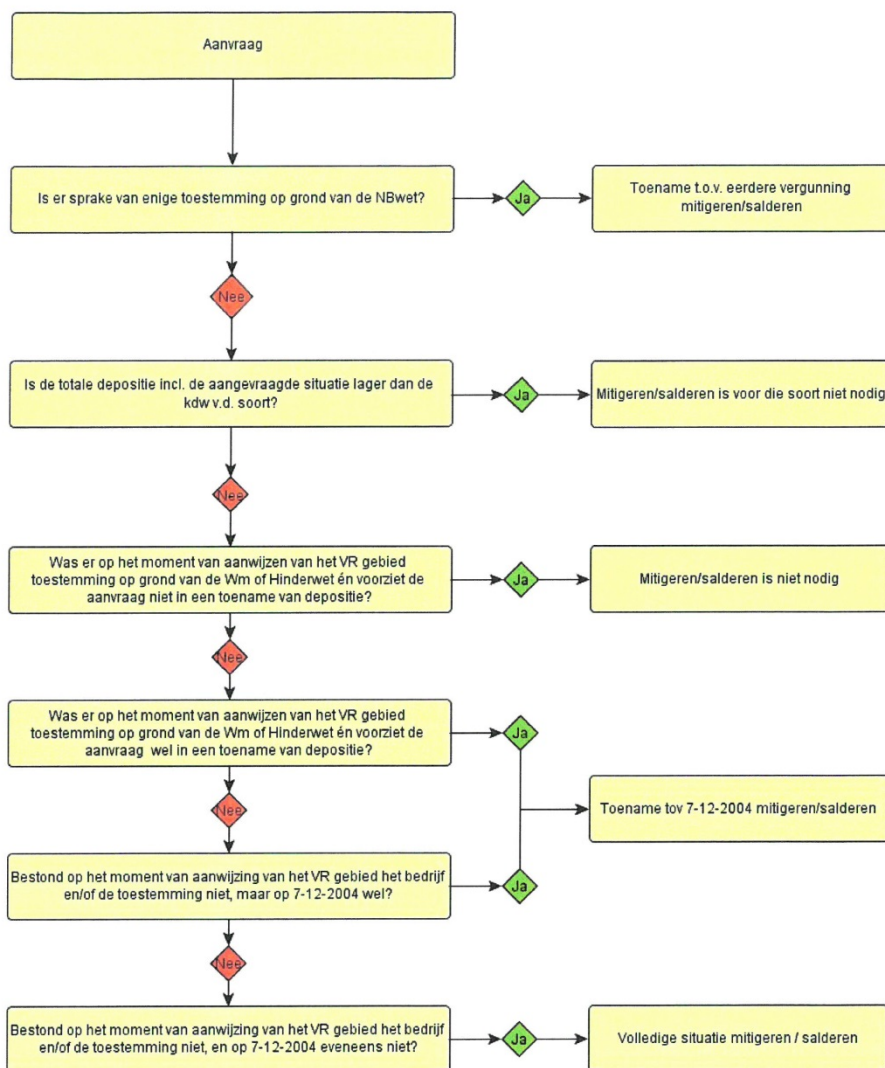 Aanvraag
Is er sprake van enige toestemming op grond van de NBwet?
Ja
Toename t.o.v. eerdere vergunning
mitigeren/salderen
Nee
Is de totale depositie incl. de aangevraagde situatie lager dan de
kdw v.d. soort?
Ja
Mitigeren/salderen is voor die soort niet nodig
Nee
Was er op het moment van aanwijzen van het VR gebied
toestemming op grond van de Wm of Hinderwet én voorziet de
aanvraag niet in een toename van depositie?
Ja
Mitigeren/salderen is niet nodig
Nee
Was er op het moment van aanwijzen van het VR gebied
toestemming op grond van de Wm of Hinderwet én voorziet de
aanvraag wel in een toename van depositie?
Ja
Toename tov 7-12-2004 mitigeren/salderen
Nee
Bestond op het moment van aanwijzing van het VR gebied het bedrijf
en/of de toestemming niet, maar op 7-12-2004 wel?
Ja
Nee
Bestond op het moment van aanwijzing van het VR gebied het bedrijf
en/of de toestemming niet, en op 7-12-2004 eveneens niet?
Ja
Volledige situatie mitigeren / salderen